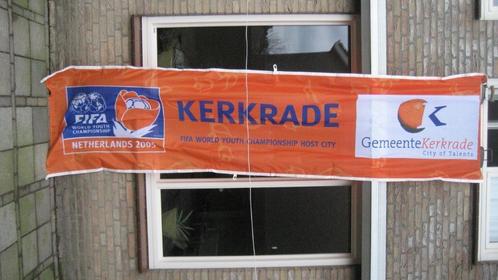 FIFA
WORLD YOUTH
CHAMPIONSHIP
NETHERLANDS 2005
KERKRADE
FIFA WORLD YOUTH CHAMPIONSHIP HOST CITY
K
GemeenteKerkrade
City of Talents